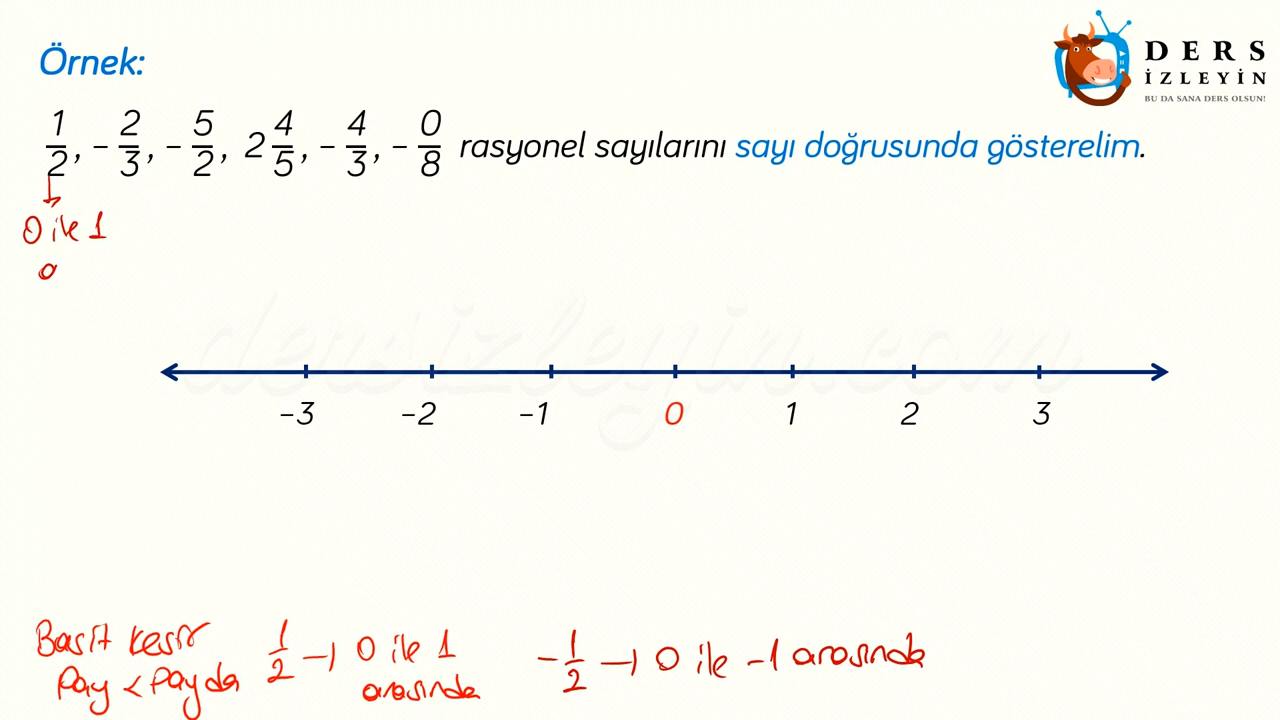 Örnek:
DERS
İZLEYİN
BU DA SANA DERS OLSUN!
1/2, - 2/3, - 5/2, 2 4/5, - 4/3, - 0/8 rasyonel sayılarını sayı doğrusunda gösterelim.
0 ile 1
a
dersizleyin.com
-3 -2 -1 0 1 2 3
Basit kesir 1/2 → 0 ile 1 -1/2 → 0 ile -1 arasında
Pay < Payda arasında